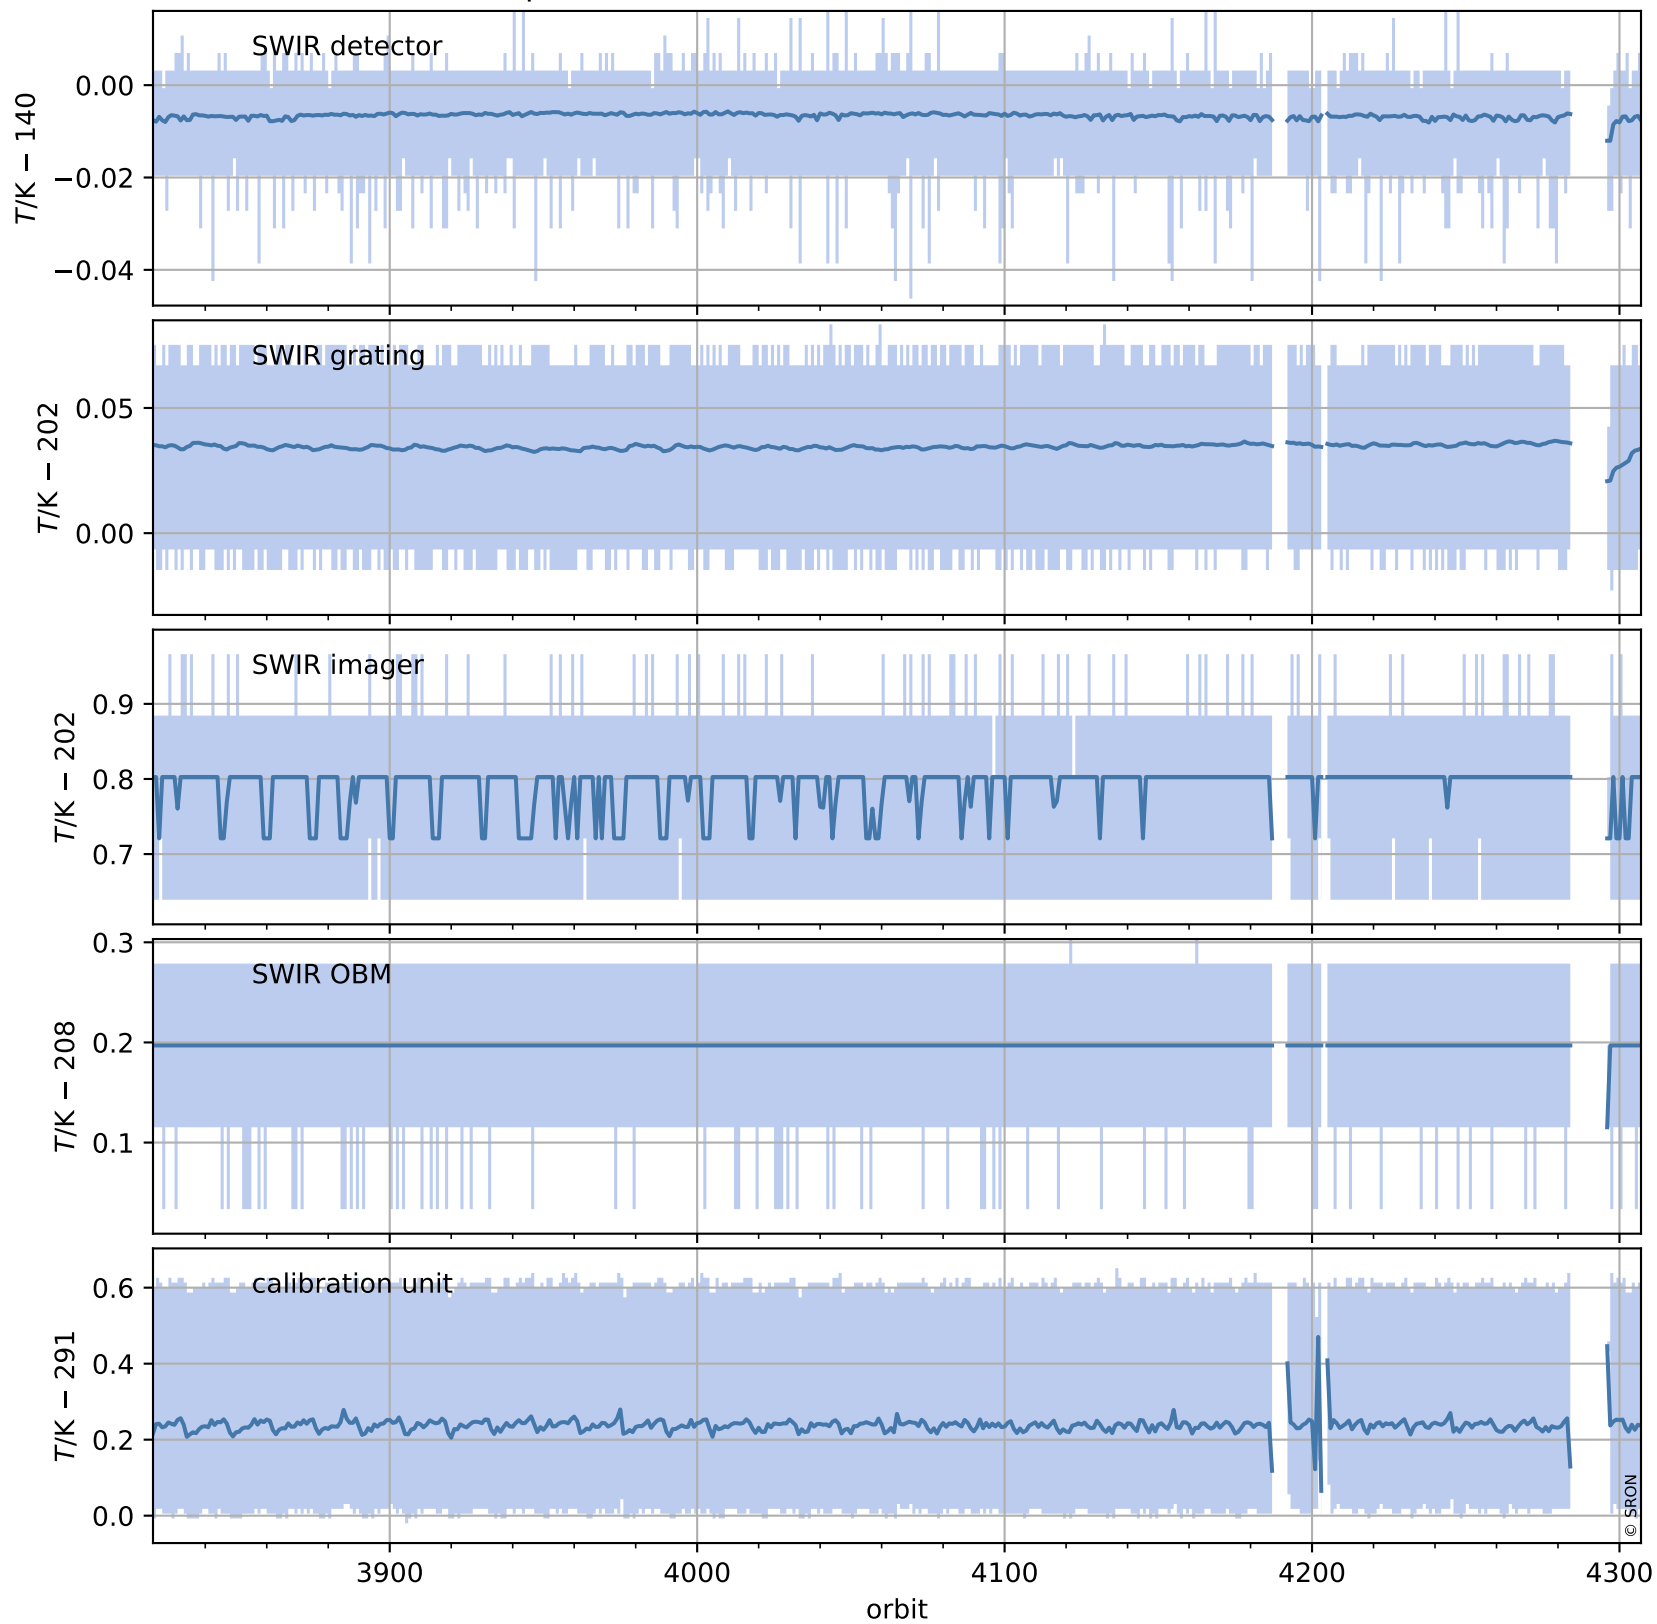 SWIR detector
0.00
−0.02
−0.04
T/K − 140
SWIR grating
0.05
0.00
T/K − 202
SWIR imager
0.9
0.8
0.7
T/K − 202
SWIR OBM
0.3
0.2
0.1
T/K − 208
calibration unit
0.6
0.4
0.2
0.0
T/K − 291
© SRON
3900 4000 4100 4200 4300
orbit